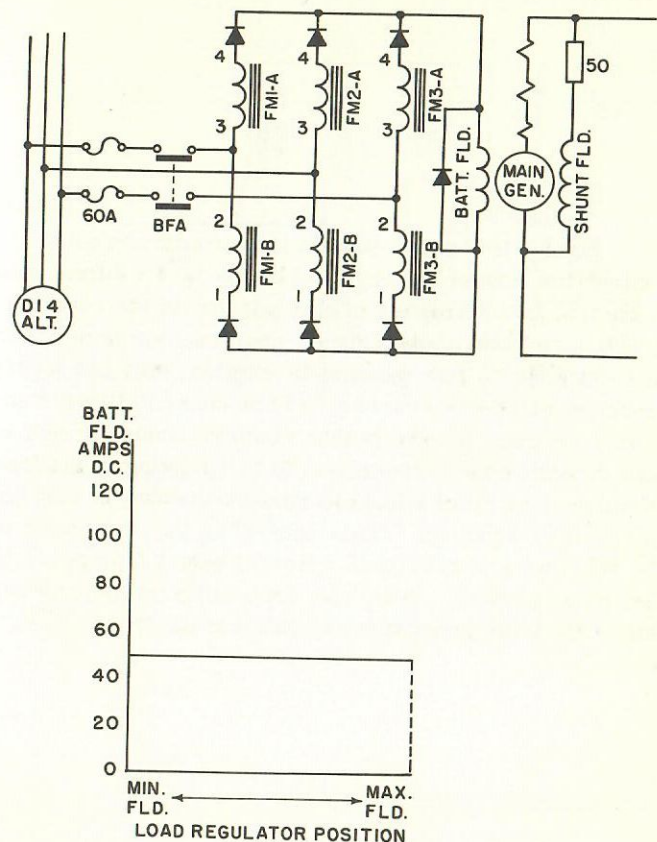 4
4
4
FM1-A
FM2-A
FM3-A
3
3
3
BATT. FLD.
MAIN
GEN.
50
SHUNT FLD.
60A
BFA
2
2
2
FM1-B
FM2-B
FM3-B
1
1
1
D14
ALT.
BATT.
FLD.
AMPS
D.C.
120
100
80
60
40
20
0
MIN.
FLD.
MAX.
FLD.
LOAD REGULATOR POSITION